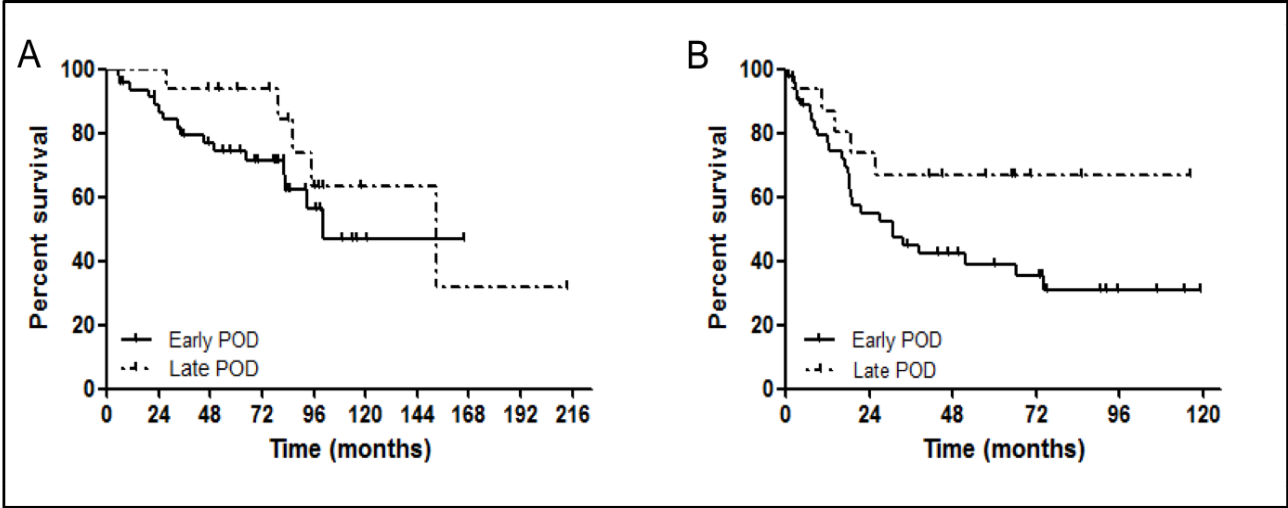 A
Percent survival
100
80
60
40
20
0
Early POD
Late POD
0 24 48 72 96 120 144 168 192 216
Time (months)
B
Percent survival
100
80
60
40
20
0
Early POD
Late POD
0 24 48 72 96 120
Time (months)